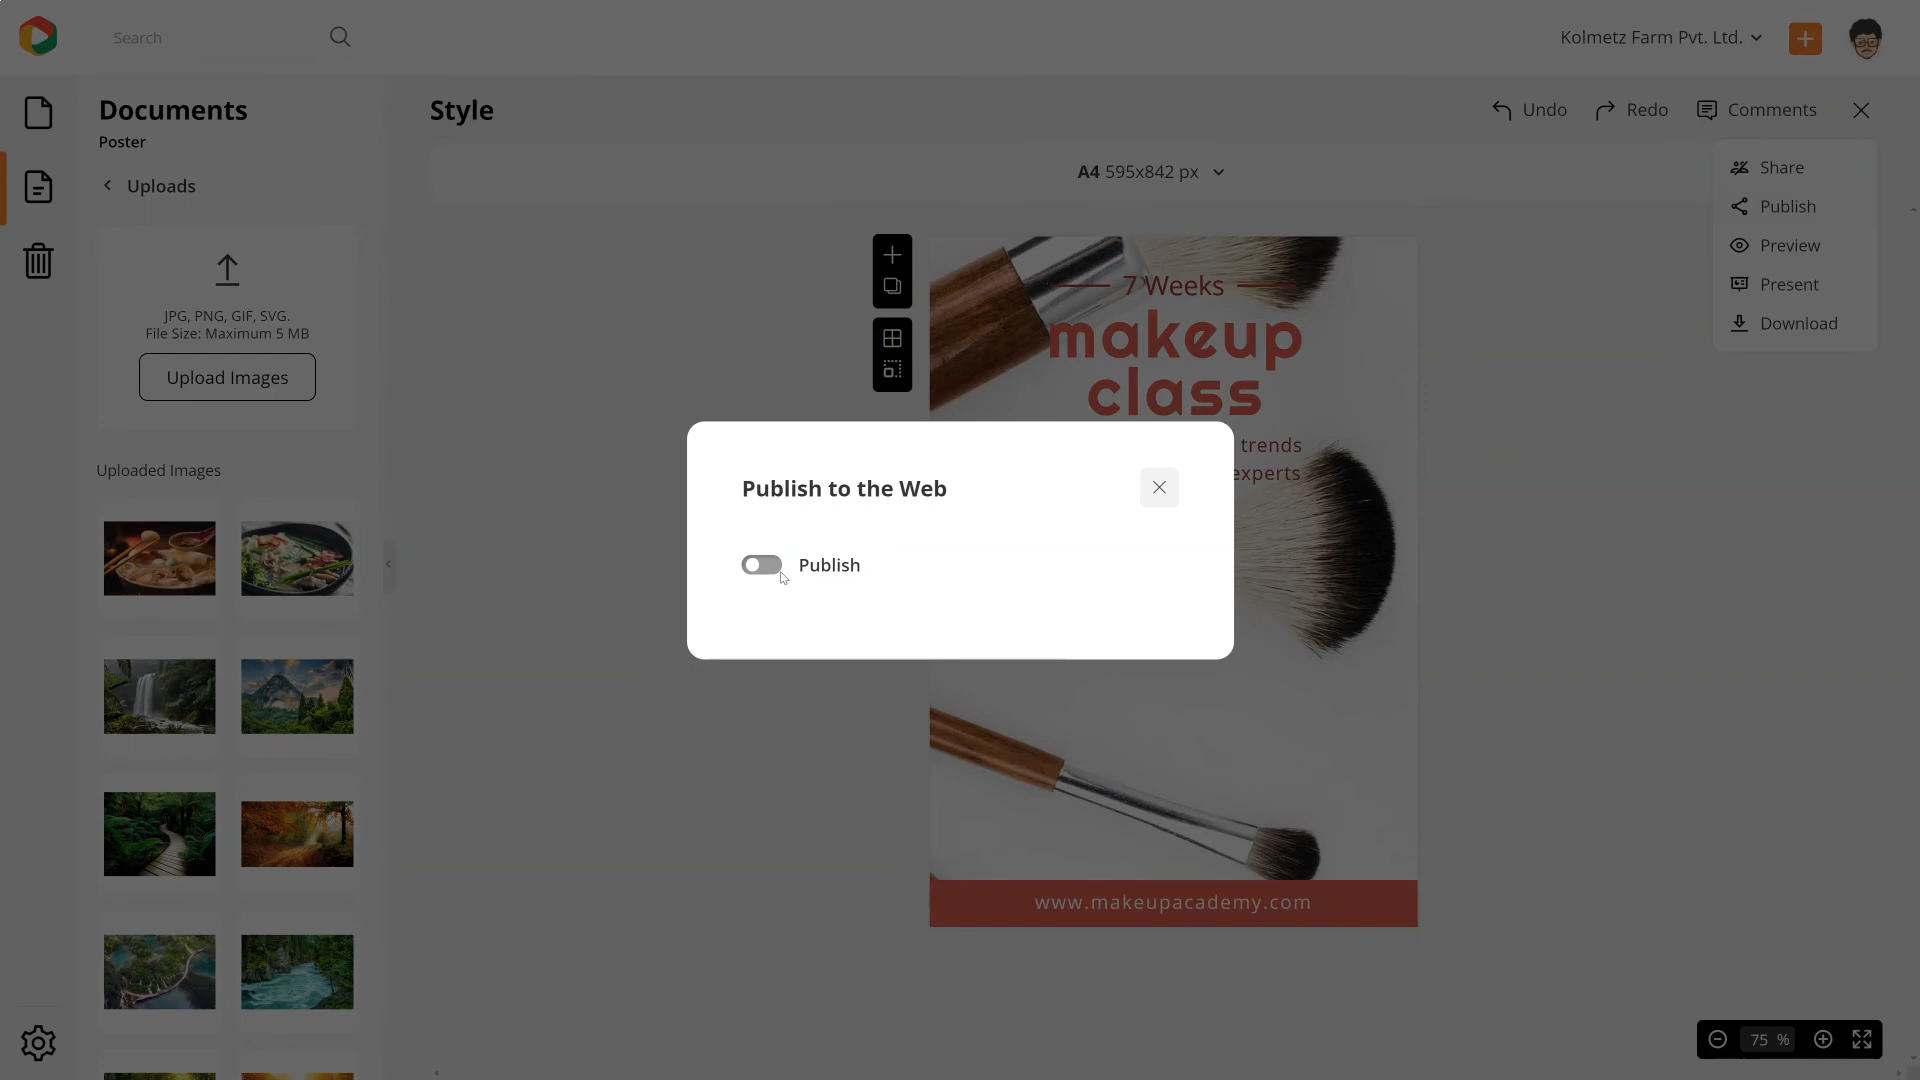 Search
Kolmetz Farm Pvt. Ltd.
Documents
Poster
Uploads
JPG, PNG, GIF, SVG.
File Size: Maximum 5 MB
Upload Images
Uploaded Images
Style
Undo
Redo
Comments
A4 595x842 px
Share
Publish
Preview
Present
Download
7 Weeks
makeup
class
trends
experts
Publish to the Web
Publish
www.makeupacademy.com
75 %